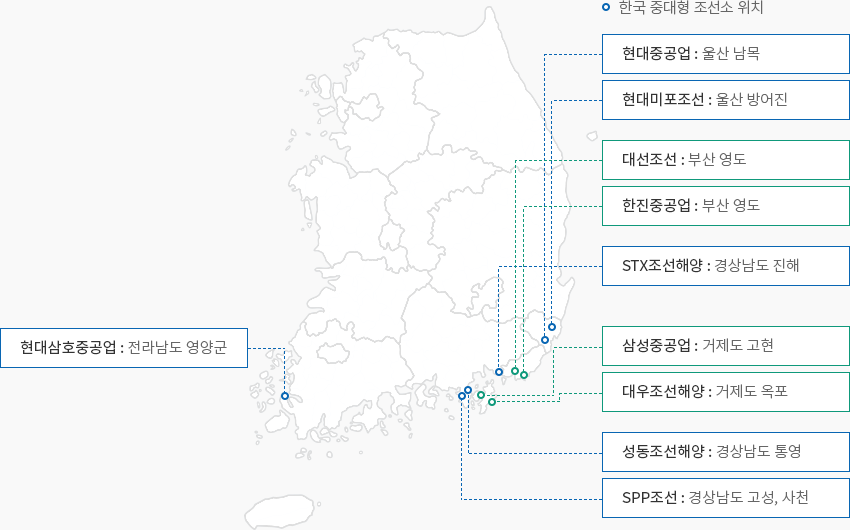 한국 중대형 조선소 위치
현대중공업 : 울산 남목
현대미포조선 : 울산 방어진
대선조선 : 부산 영도
한진중공업 : 부산 영도
STX조선해양 : 경상남도 진해
현대삼호중공업 : 전라남도 영양군
삼성중공업 : 거제도 고현
대우조선해양 : 거제도 옥포
성동조선해양 : 경상남도 통영
SPP조선 : 경상남도 고성, 사천